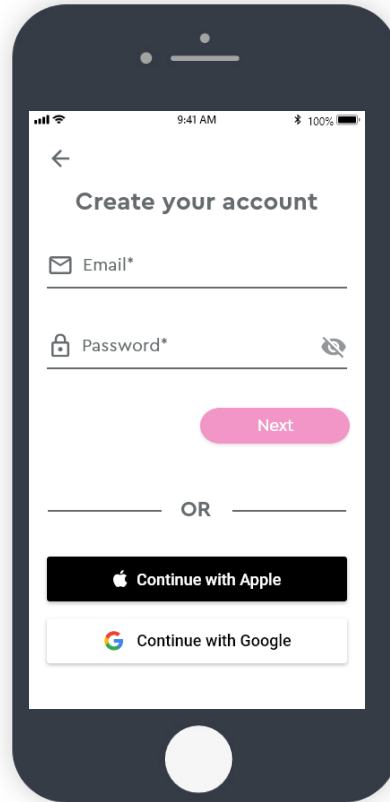 9:41 AM 100%
Create your account
Email*
Password*
Next
OR
Continue with Apple
Continue with Google